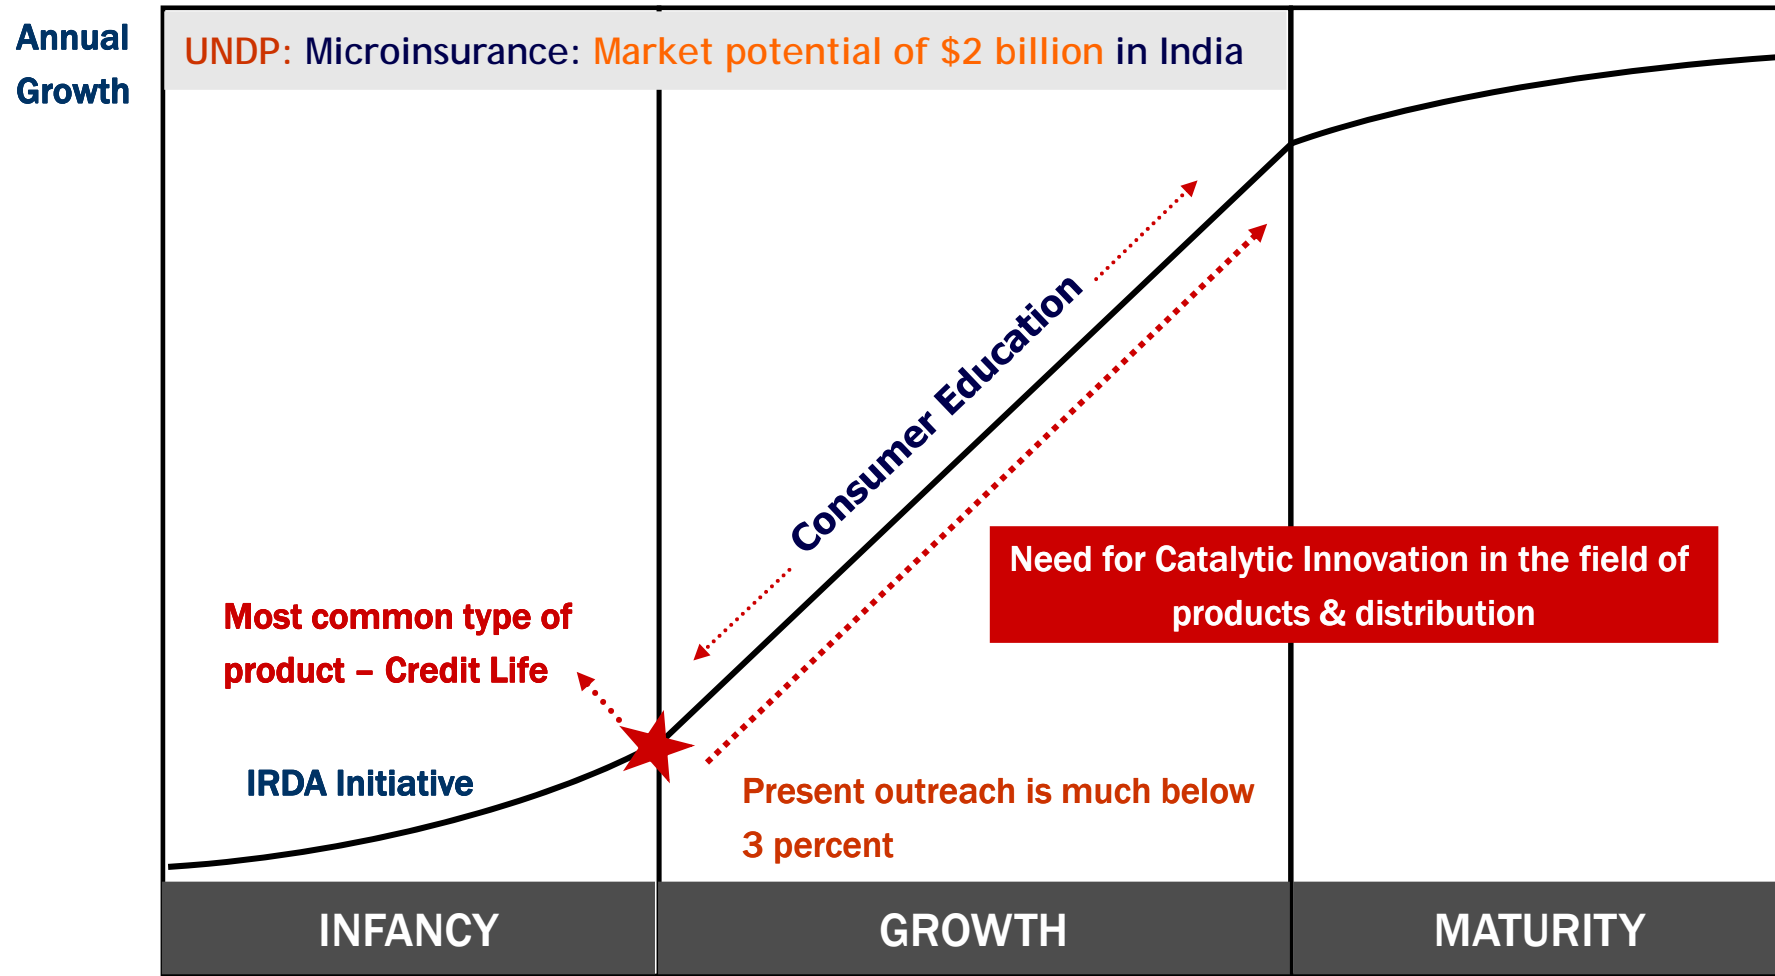 Annual
Growth
UNDP: Microinsurance: Market potential of $2 billion in India
Consumer Education
Need for Catalytic Innovation in the field of
products & distribution
Most common type of
product – Credit Life
IRDA Initiative
Present outreach is much below
3 percent
INFANCY
GROWTH
MATURITY